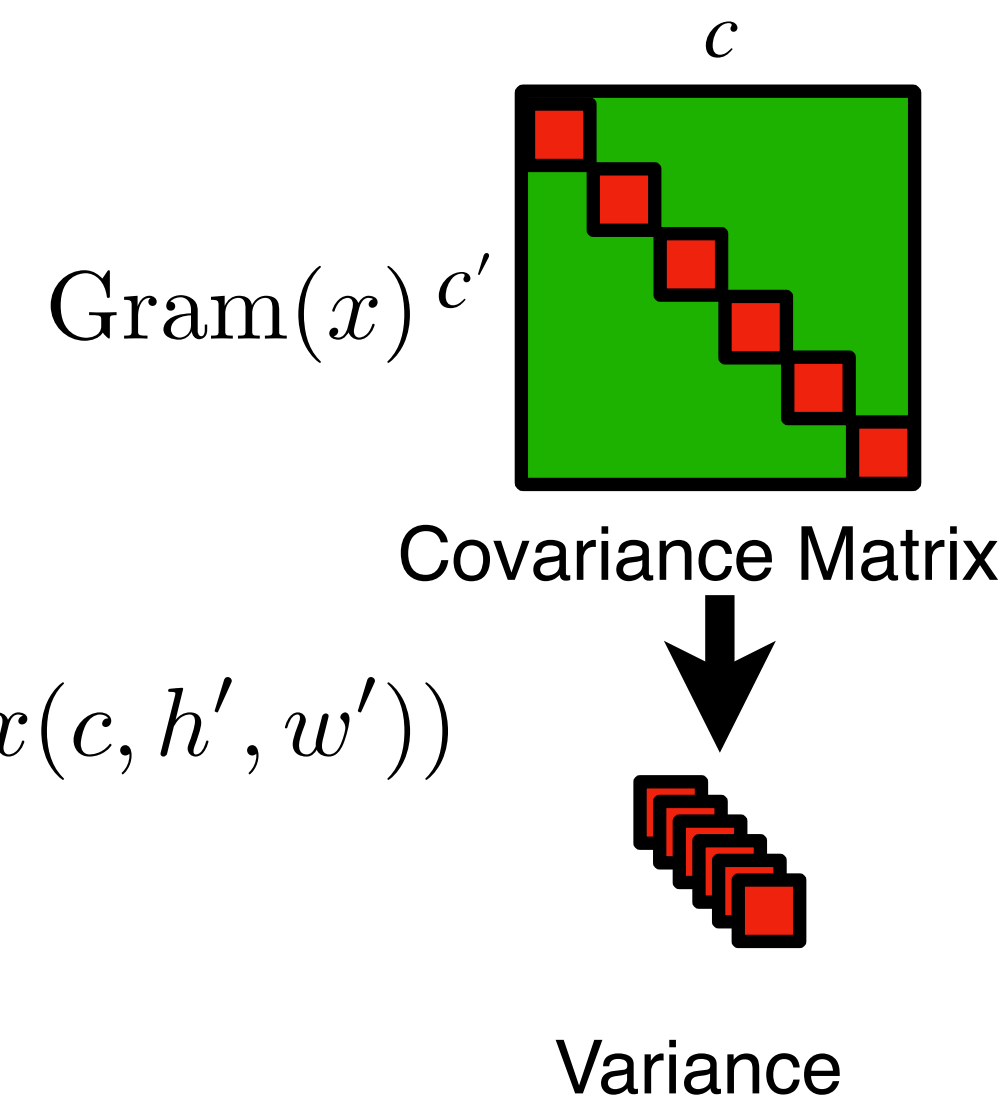 c
Gram(x) c′
Covariance Matrix
x(c, h′, w′))
Variance